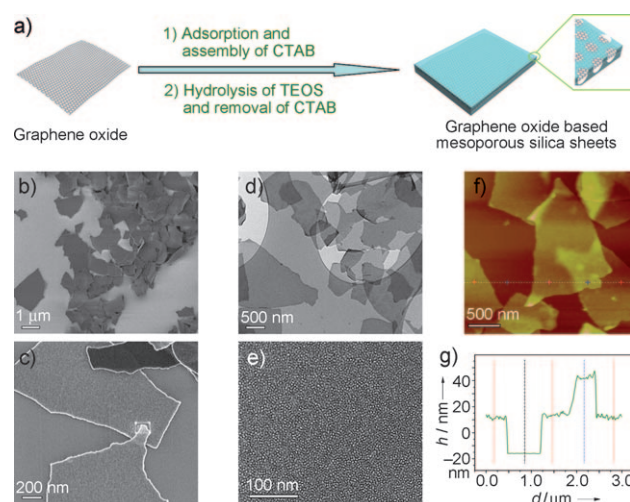 a)
1) Adsorption and
assembly of CTAB
2) Hydrolysis of TEOS
and removal of CTAB
Graphene oxide
Graphene oxide based
mesoporous silica sheets
b)
1 µm
c)
200 nm
d)
500 nm
e)
100 nm
f)
500 nm
g)
h / nm
40
20
0
–20
nm
0
1.0
2.0
3.0
d / µm